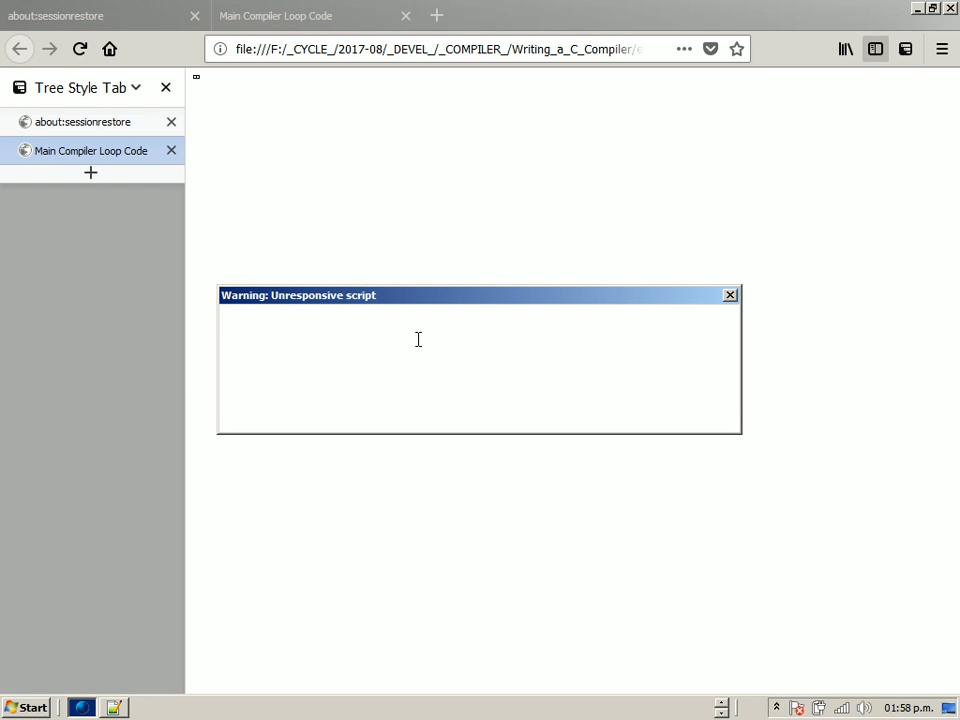 about:sessionrestore
Main Compiler Loop Code
file:///F:/_CYCLE_/2017-08/_DEVEL_/_COMPILER_/Writing_a_C_Compiler/
Tree Style Tab
about:sessionrestore
Main Compiler Loop Code
Warning: Unresponsive script
Start
01:58 p.m.